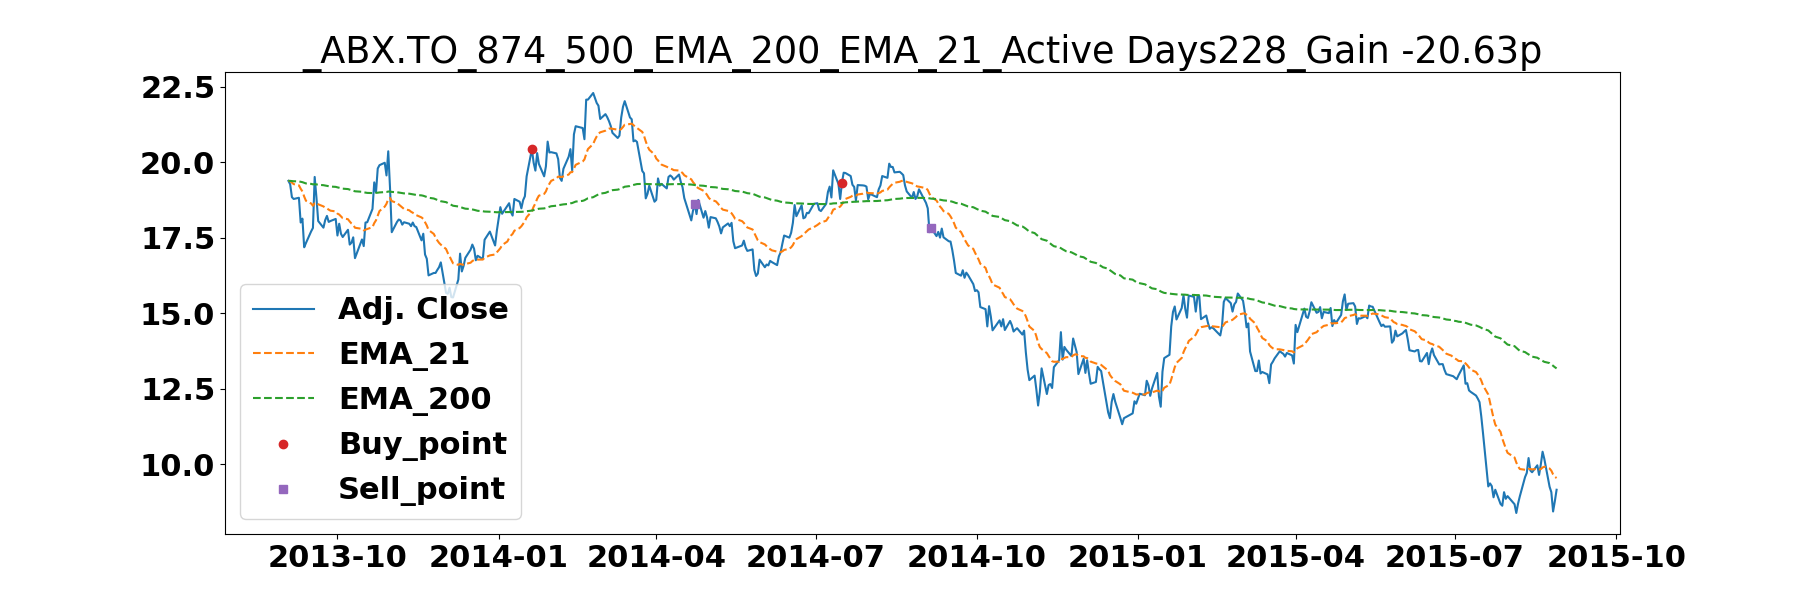 _ABX.TO_874_500_EMA_200_EMA_21_Active Days228_Gain -20.63p
22.5
20.0
17.5
15.0
12.5
10.0
Adj. Close
EMA_21
EMA_200
Buy_point
Sell_point
2013-10 2014-01 2014-04 2014-07 2014-10 2015-01 2015-04 2015-07 2015-10